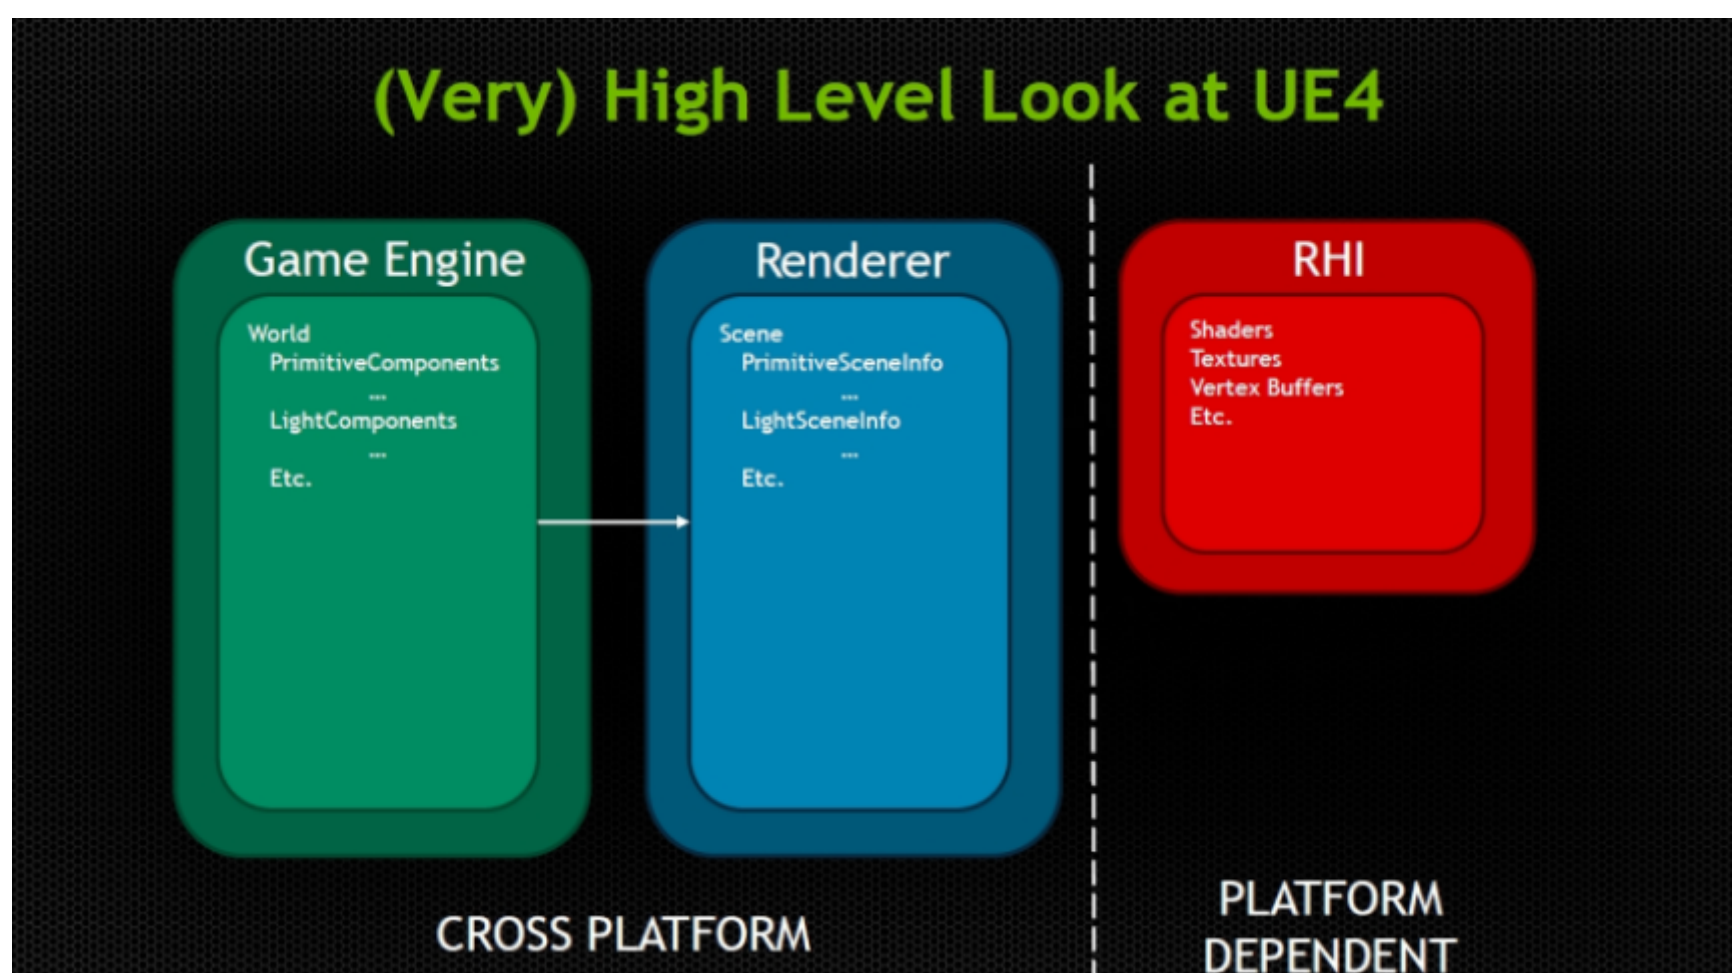 (Very) High Level Look at UE4
Game Engine
World
PrimitiveComponents
...
LightComponents
...
Etc.
Renderer
Scene
PrimitiveSceneInfo
...
LightSceneInfo
...
Etc.
RHI
Shaders
Textures
Vertex Buffers
Etc.
CROSS PLATFORM
PLATFORM
DEPENDENT